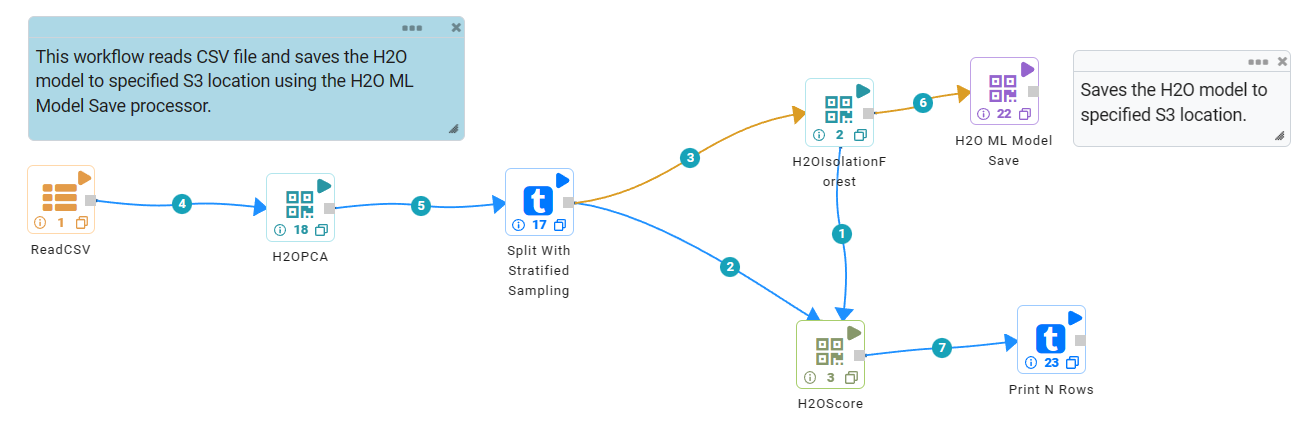 This workflow reads CSV file and saves the H2O
model to specified S3 location using the H2O ML
Model Save processor.
Saves the H2O model to
specified S3 location.
1
ReadCSV
4
18
H2OPCA
5
t
17
Split With
Stratified
Sampling
3
2
2
H2OIsolationF
orest
6
22
H2O ML Model
Save
1
3
H2OScore
7
t
23
Print N Rows